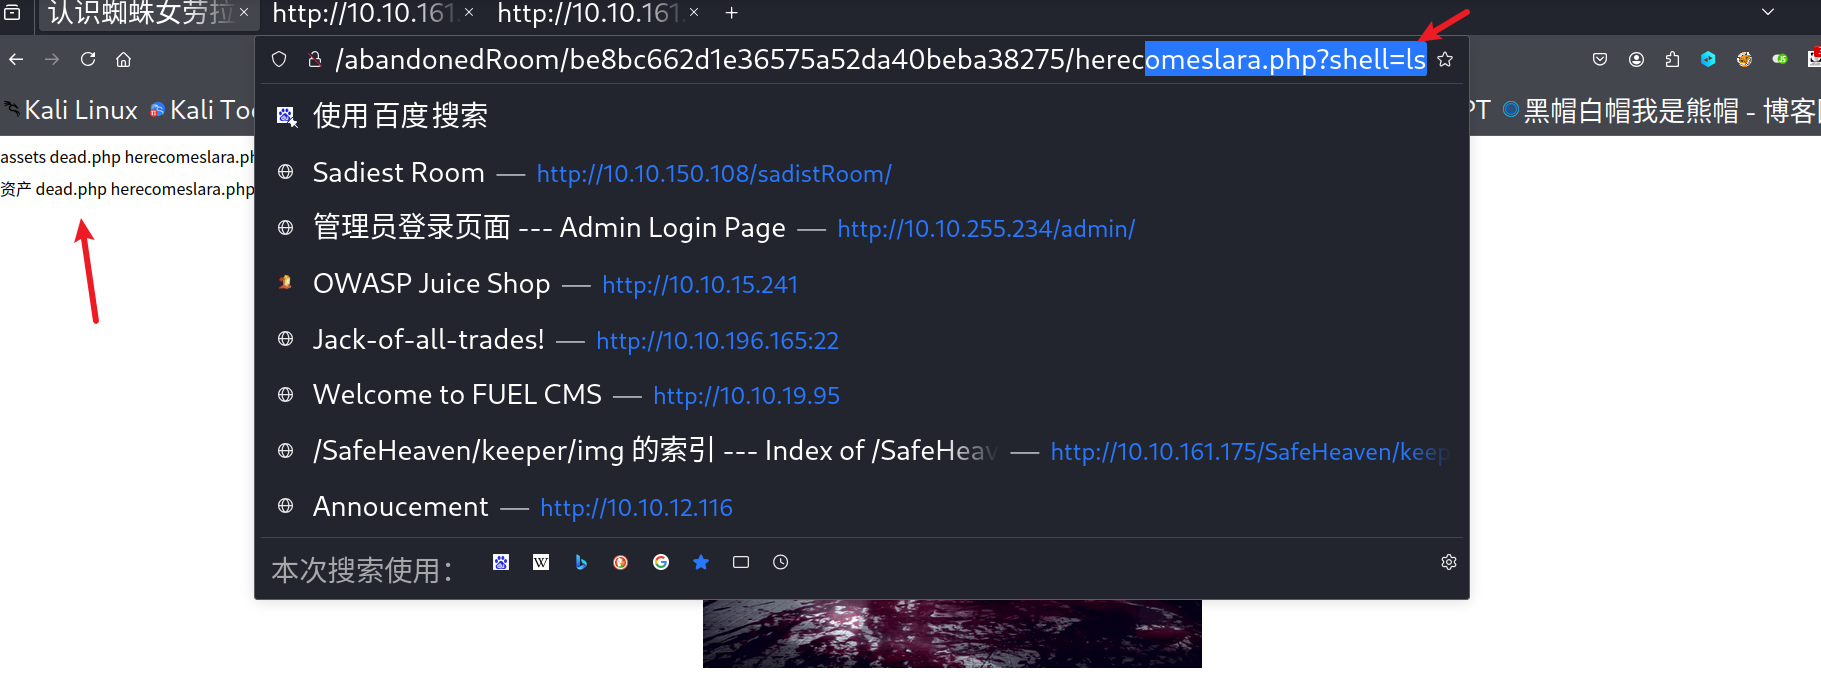 认识蜘蛛女劳拉
http://10.10.161.
http://10.10.161.
/abandonedRoom/be8bc662d1e36575a52da40beba38275/herecomeslara.php?shell=ls
Kali Linux
Kali Too
PT
黑帽白帽我是熊帽 - 博客
使用 百度 搜索
assets dead.php herecomeslara.ph
资产 dead.php herecomeslara.php
Sadiest Room — http://10.10.150.108/sadistRoom/
管理员登录页面 --- Admin Login Page — http://10.10.255.234/admin/
OWASP Juice Shop — http://10.10.15.241
Jack-of-all-trades! — http://10.10.196.165:22
Welcome to FUEL CMS — http://10.10.19.95
/SafeHeaven/keeper/img 的索引 --- Index of /SafeHeav — http://10.10.161.175/SafeHeaven/keep
Annoucement — http://10.10.12.116
本次搜索使用：